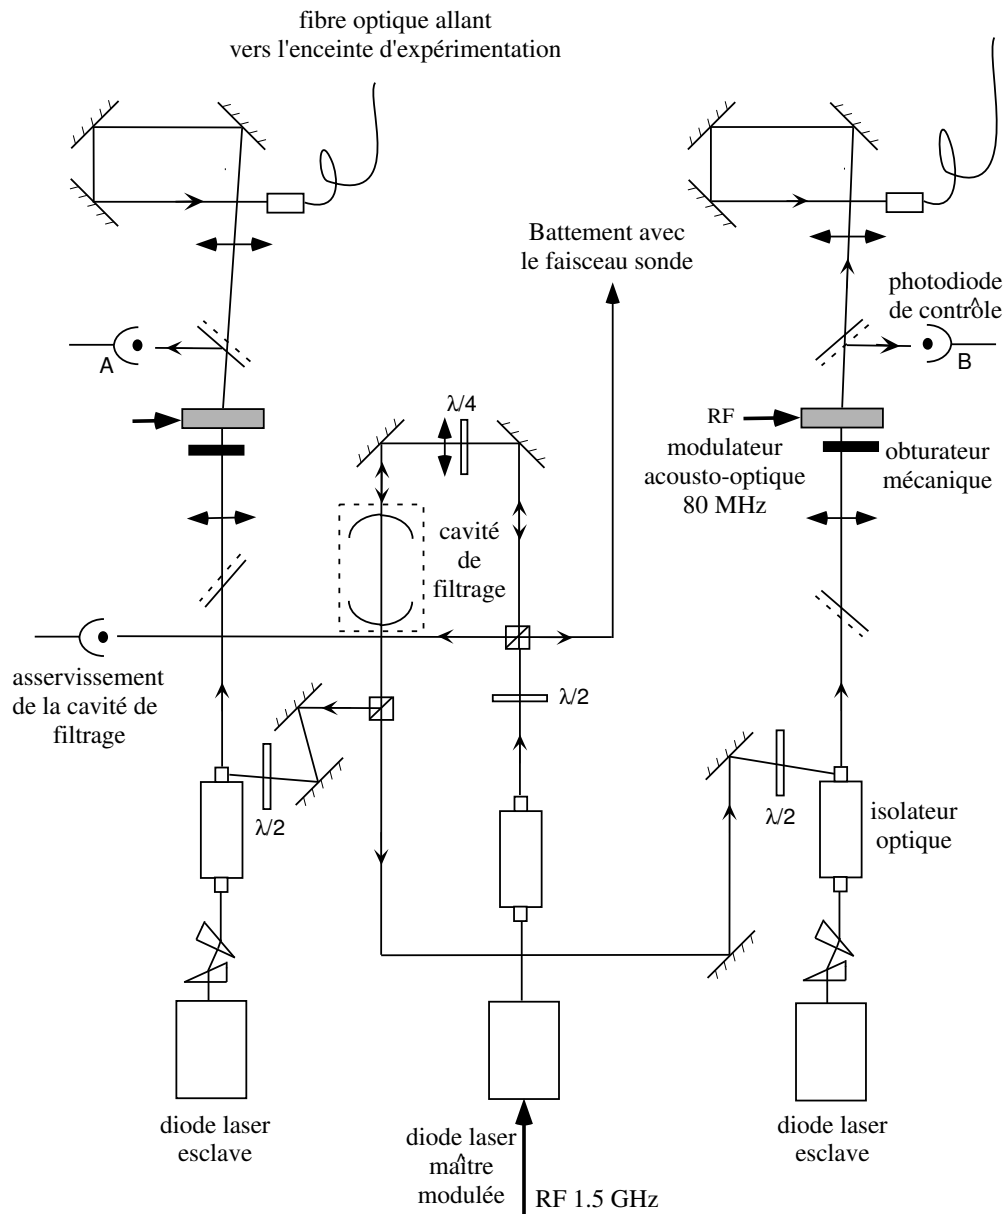 fibre optique allant
vers l'enceinte d'expérimentation
Battement avec
le faisceau sonde
photodiode
de contrôle
A
B
λ/4
RF
modulateur
acousto-optique
80 MHz
obturateur
mécanique
cavité
de
filtrage
asservissement
de la cavité de
filtrage
λ/2
λ/2
λ/2
isolateur
optique
diode laser
esclave
diode laser
maître
modulée
RF 1.5 GHz
diode laser
esclave